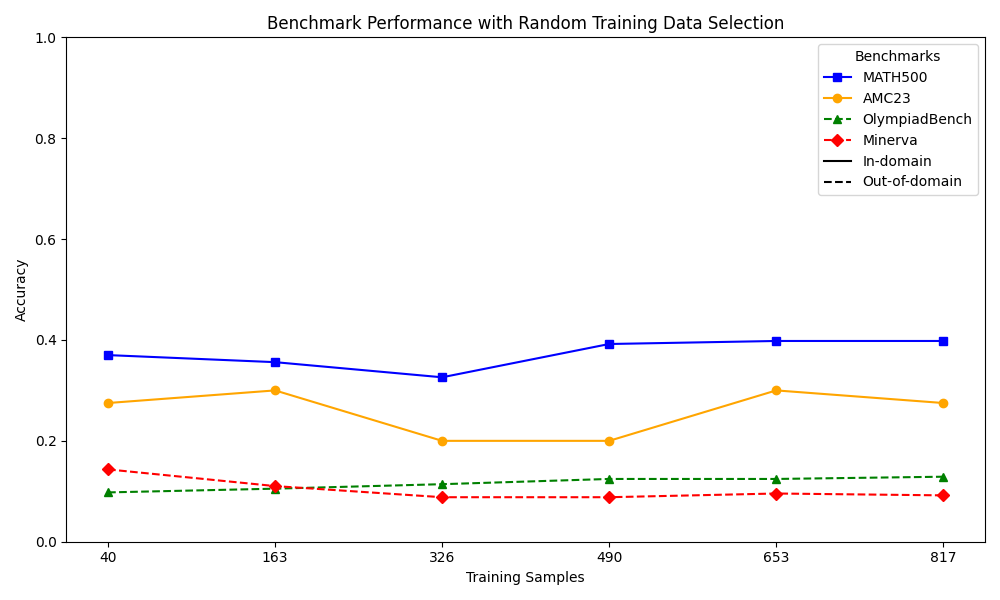 Benchmark Performance with Random Training Data Selection
1.0
0.8
0.6
0.4
0.2
0.0
Accuracy
Benchmarks
MATH500
AMC23
OlympiadBench
Minerva
In-domain
Out-of-domain
40 163 326 490 653 817
Training Samples